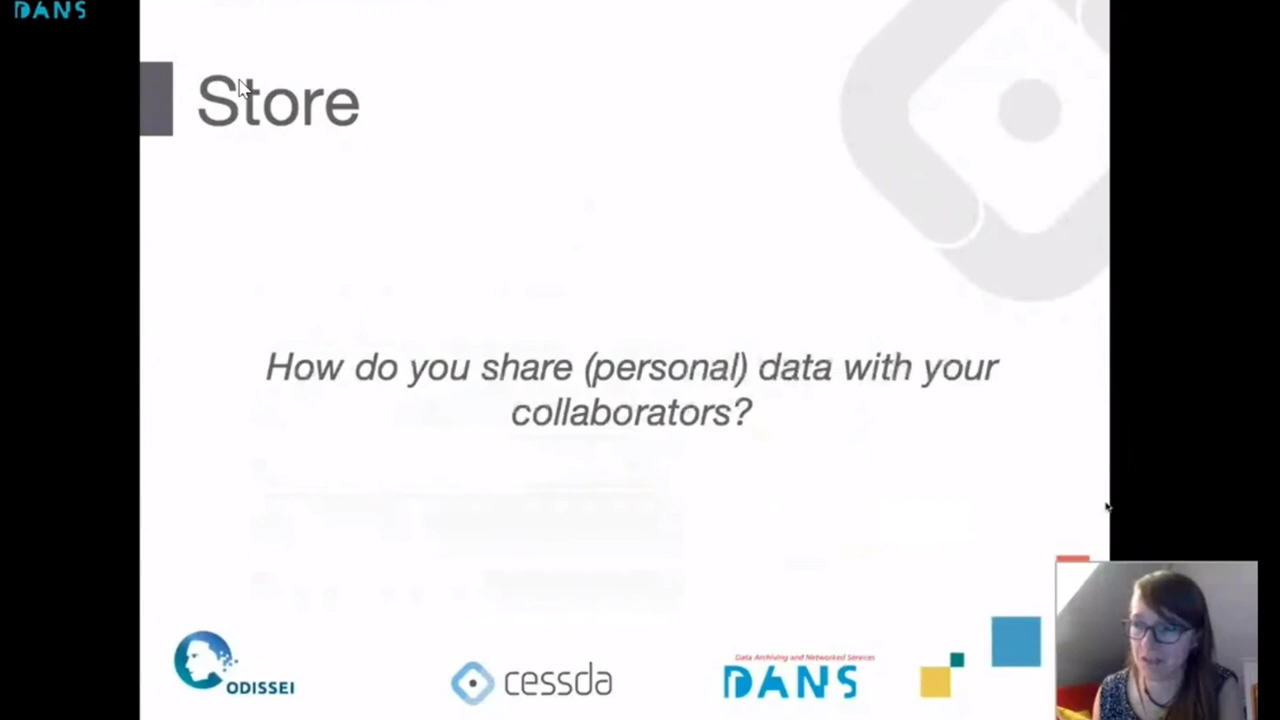 DANS
Store
How do you share (personal) data with your
collaborators?
ODISSEI
cessda
Data Archiving and Networked Services
DANS